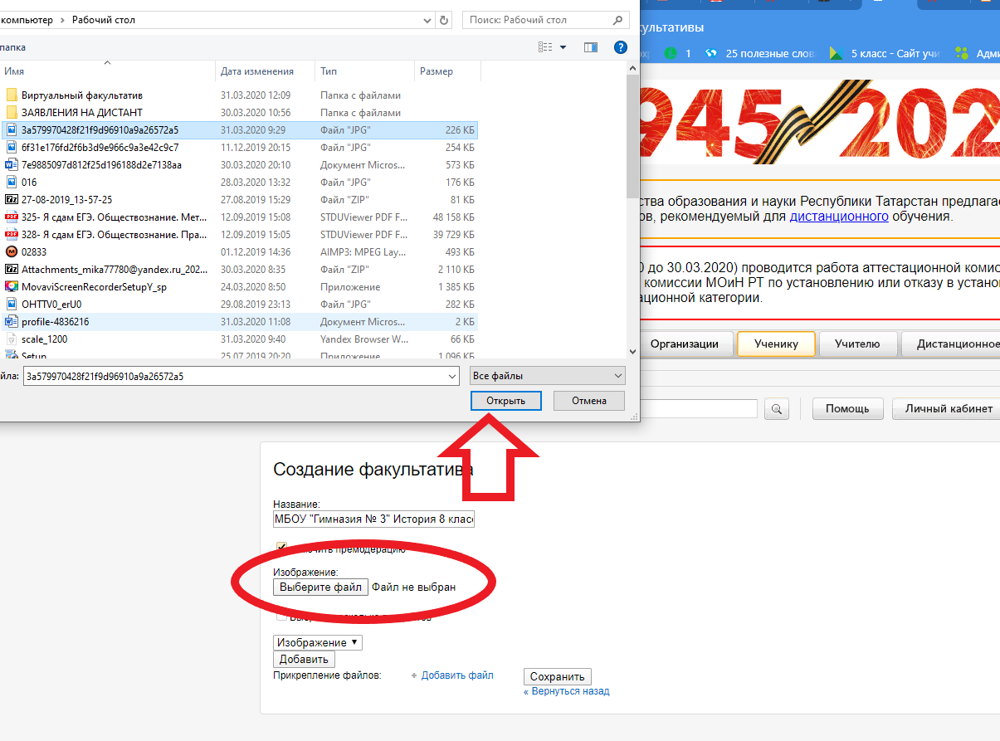 компьютер › Рабочий стол
Поиск: Рабочий стол
папка
Имя Дата изменения Тип Размер
Виртуальный факультатив 31.03.2020 12:09 Папка с файлами
ЗАЯВЛЕНИЯ НА ДИСТАНТ 30.03.2020 10:56 Папка с файлами
3a579970428f21f9d96910a9a26572a5 31.03.2020 9:29 Файл "JPG" 226 КБ
6f31e176fd2f6b3d9e966c9a3e42c9c7 11.12.2019 20:15 Файл "JPG" 254 КБ
7e9885097d812f25d196188d2e7138aa 30.03.2020 20:10 Документ Micros... 573 КБ
016 28.03.2020 13:32 Файл "JPG" 176 КБ
27-08-2019_13-57-25 27.08.2019 15:29 Файл "ZIP" 81 КБ
325- Я сдам ЕГЭ. Обществознание. Мет... 12.09.2019 15:08 STDUViewer PDF F... 48 158 КБ
328- Я сдам ЕГЭ. Обществознание. Пра... 12.09.2019 15:05 STDUViewer PDF F... 39 729 КБ
02833 01.12.2019 14:36 AIMP3: MPEG Lay... 493 КБ
Attachments_mika77780@yandex.ru_202... 30.03.2020 8:35 Файл "ZIP" 2 110 КБ
MovaviScreenRecorderSetupY_sp 24.03.2020 8:50 Приложение 1 385 КБ
OHTTV0_erU0 29.08.2019 23:13 Файл "JPG" 282 КБ
profile-4836216 31.03.2020 11:08 Документ Micros... 2 КБ
scale_1200 31.03.2020 9:40 Yandex Browser W... 66 КБ
Setup 25.07.2019 20:20 Приложение 1 096 КБ
йла: 3a579970428f21f9d96910a9a26572a5 Все файлы
Открыть Отмена
культативы
1 25 полезные слов 5 класс - Сайт учи Адми
945 202
ства образования и науки Республики Татарстан предлага
ов, рекомендуемый для дистанционного обучения.
0 до 30.03.2020) проводится работа аттестационной комис
комиссии МОиН РТ по установлению или отказу в установ
ационной категории.
Организации Ученику Учителю Дистанционное
Помощь Личный кабинет
Создание факультатива
Название:
МБОУ "Гимназия № 3" История 8 класс
премодерацию
Изображение:
Выберите файл Файл не выбран
Изображение ▼
Добавить
Прикрепление файлов: + Добавить файл Сохранить
« Вернуться назад